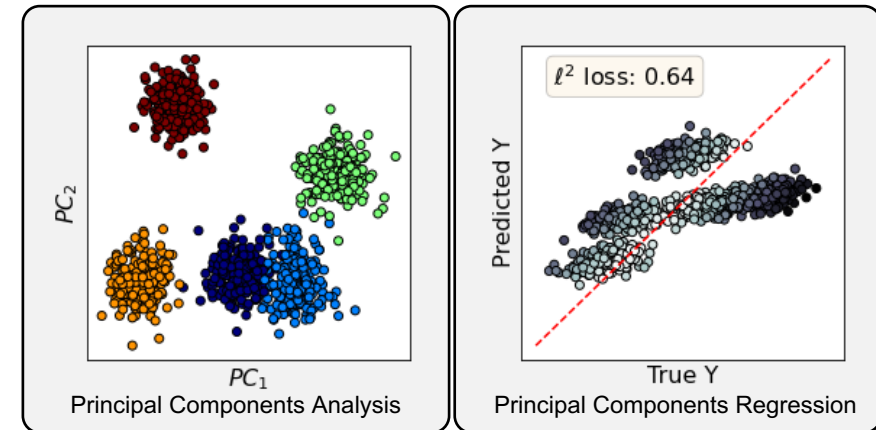 PC₂
PC₁
Principal Components Analysis
ℓ² loss: 0.64
Predicted Y
True Y
Principal Components Regression